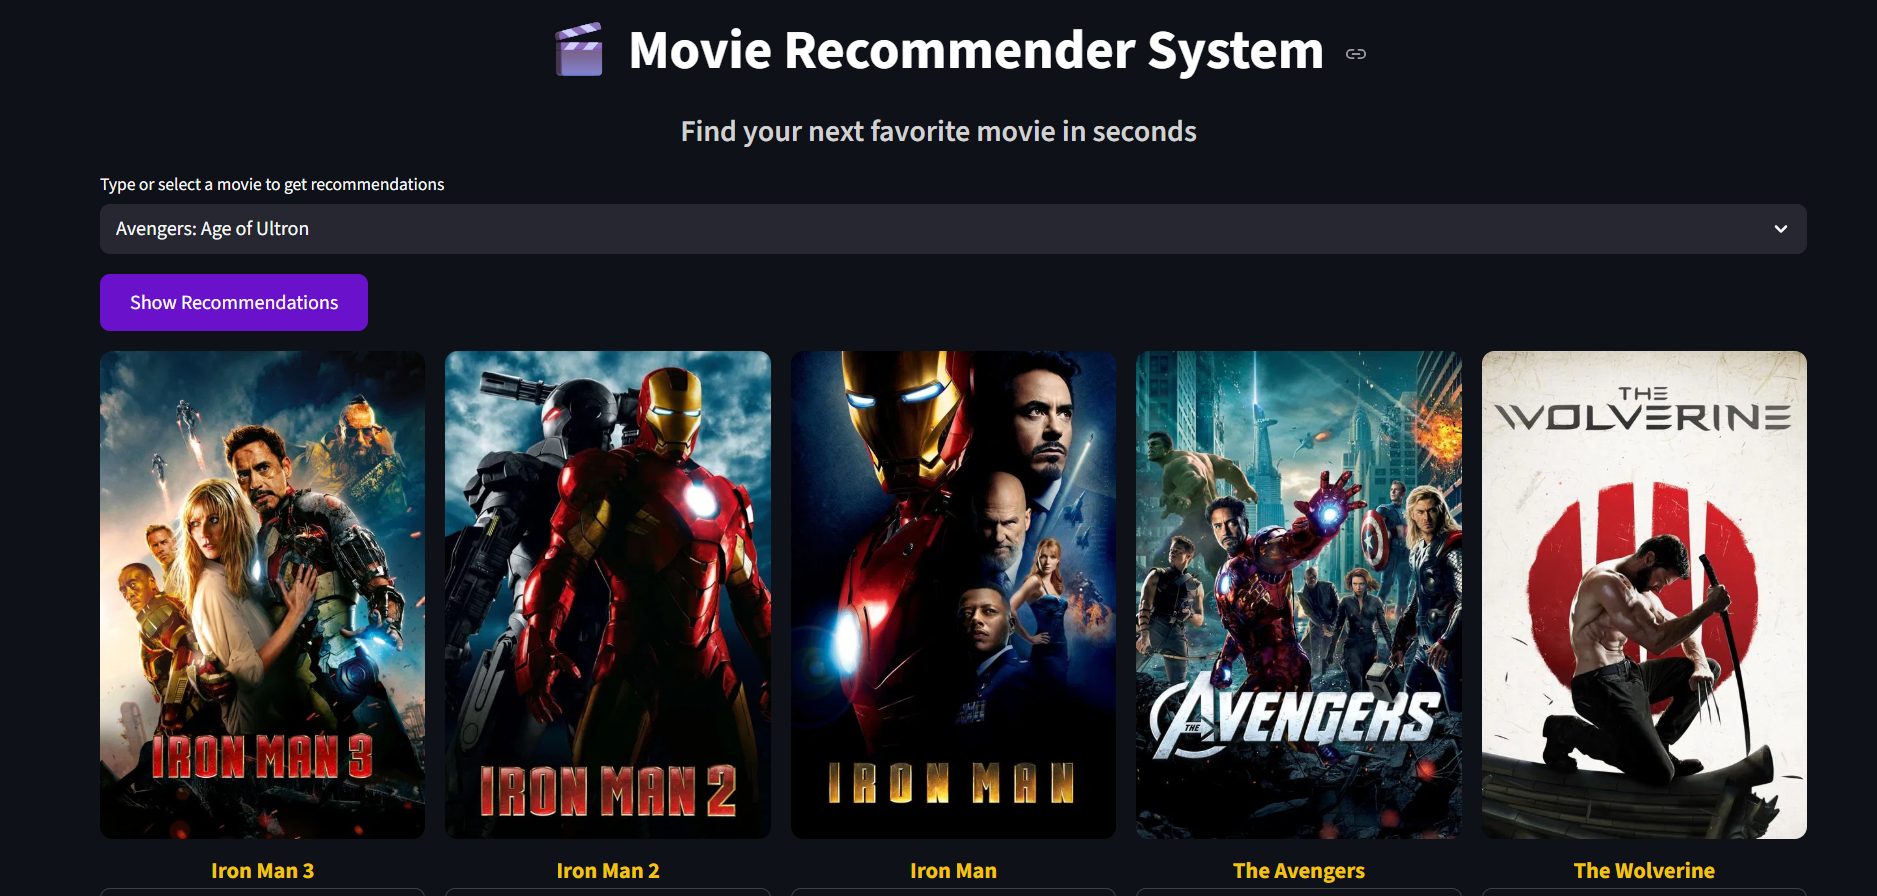 Movie Recommender System
Find your next favorite movie in seconds
Type or select a movie to get recommendations
Avengers: Age of Ultron
Show Recommendations
IRON MAN 3
IRON MAN 2
IRON MAN
THE AVENGERS
THE
WOLVERINE
Iron Man 3
Iron Man 2
Iron Man
The Avengers
The Wolverine